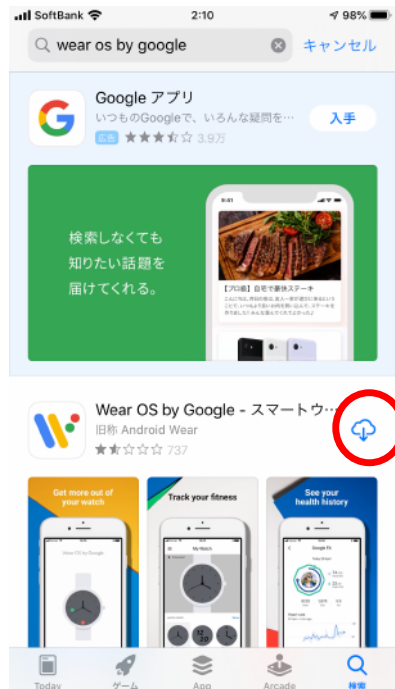 SoftBank 2:10 98%
wear os by google キャンセル
Google アプリ
いつものGoogleで、いろんな疑問を…
入手
広告 3.9万
検索しなくても
知りたい話題を
届けてくれる。
9:41
【プロ級】自宅で豪快ステーキ
Wear OS by Google - スマートウ…
旧称 Android Wear
737
Get more out of
your watch
Track your fitness
See your
health history
Wear OS by Google
My Watch
Google Fit
Today ゲーム App Arcade 検索